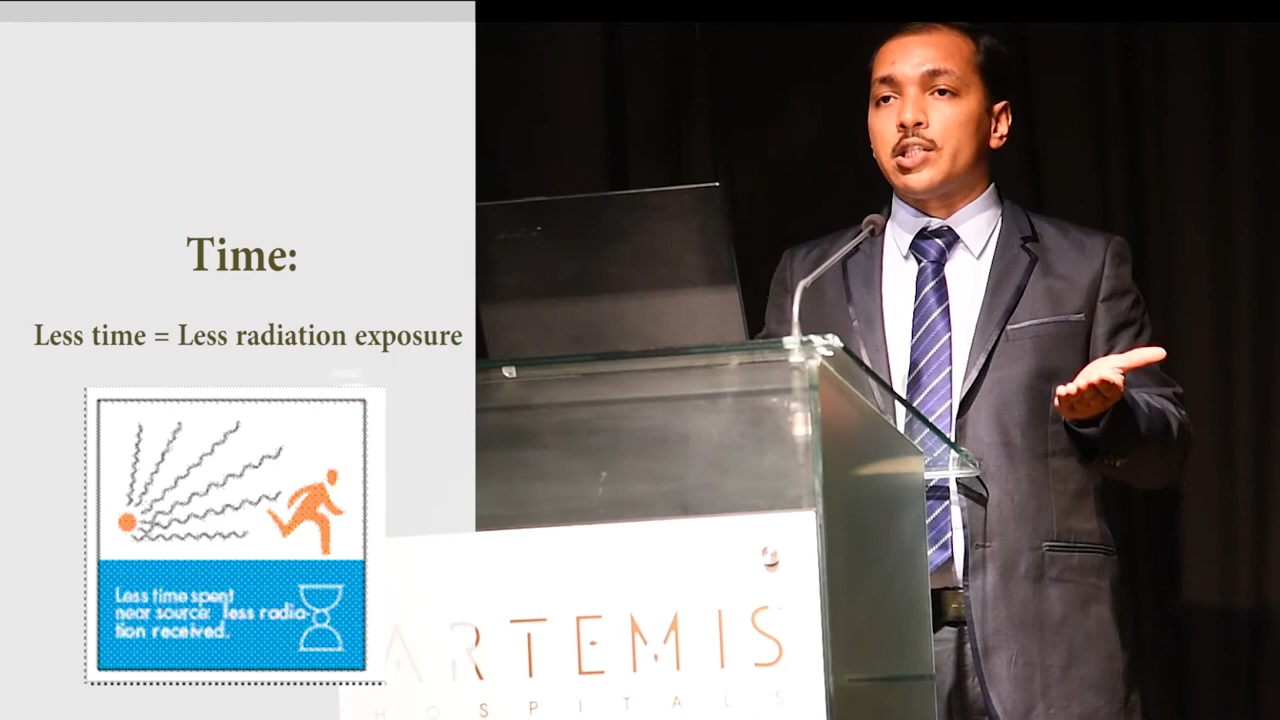 Time:
Less time = Less radiation exposure
Less time spent
near source: less radia-
tion received.
ARTEMIS
HOSPITALS